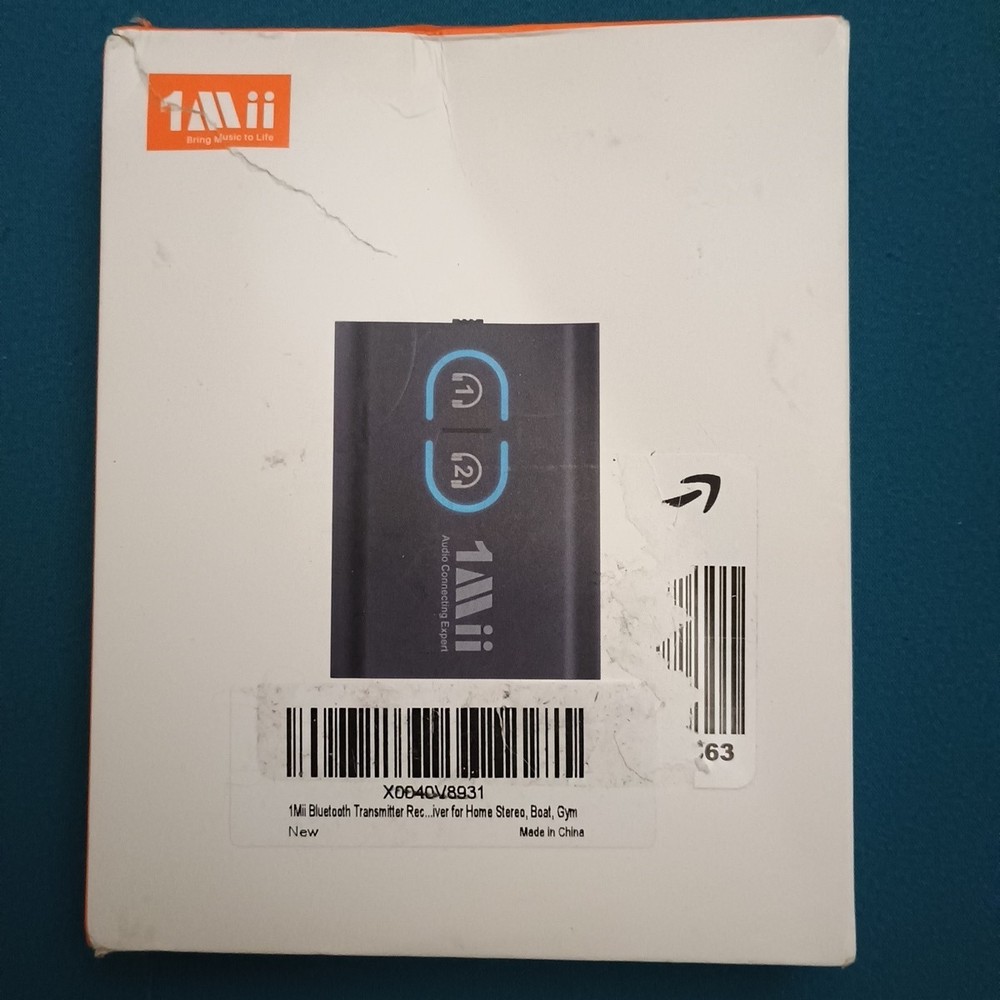 1Mii
Bring Music to Life
1
2
1Mii
Audio Connecting Expert
63
X0040V8931
1Mii Bluetooth Transmitter Rec...iver for Home Stereo, Boat, Gym
New
Made in China